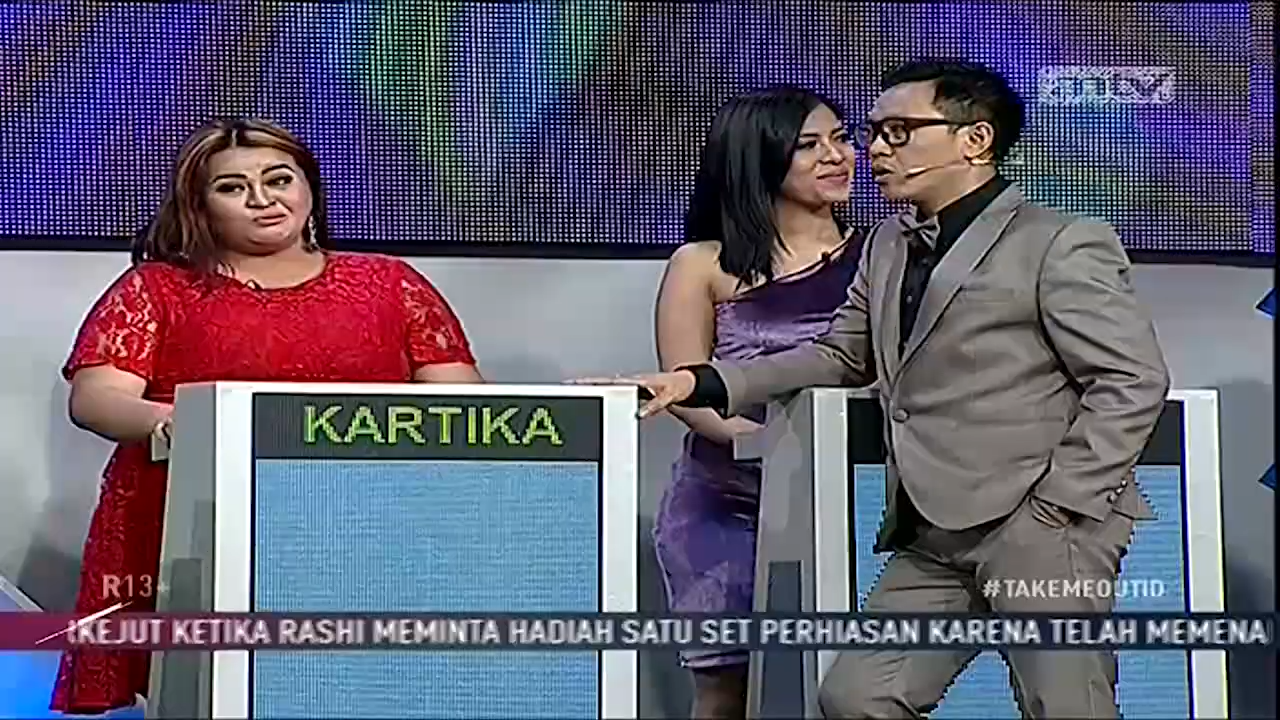 KARTIKA
R13+
#TAKEMEOUTID
KEJUT KETIKA RASHI MEMINTA HADIAH SATU SET PERHIASAN KARENA TELAH MEMENA